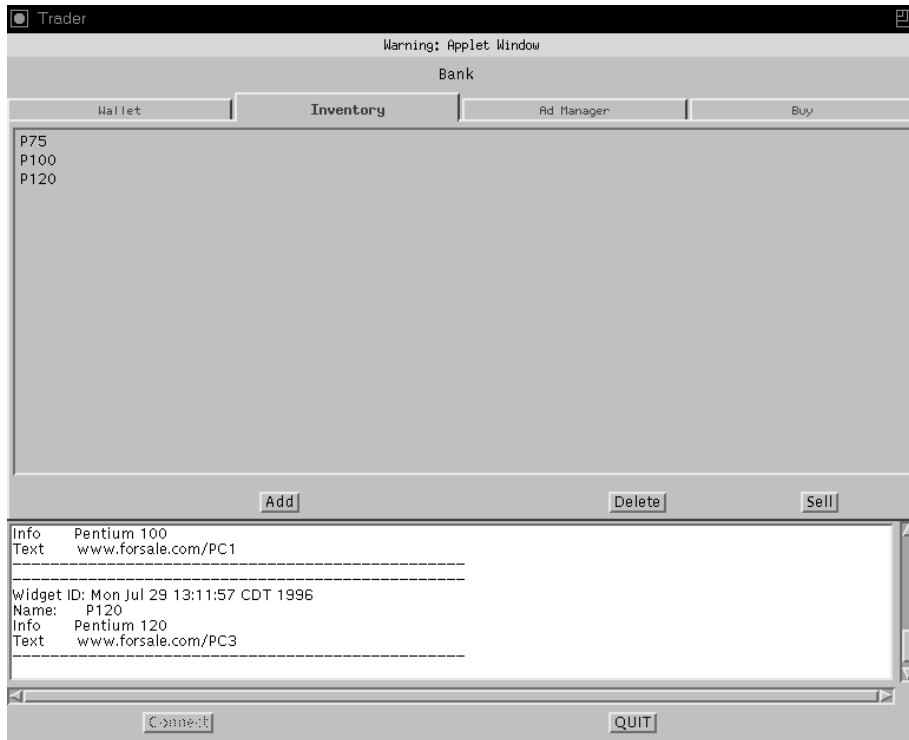 Trader
Warning: Applet Window
Bank
Wallet Inventory Ad Manager Buy
P75
P100
P120
Add Delete Sell
Info Pentium 100
Text www.forsale.com/PC1
------------------------------------------------
------------------------------------------------
Widget ID: Mon Jul 29 13:11:57 CDT 1996
Name: P120
Info Pentium 120
Text www.forsale.com/PC3
------------------------------------------------
Connect QUIT